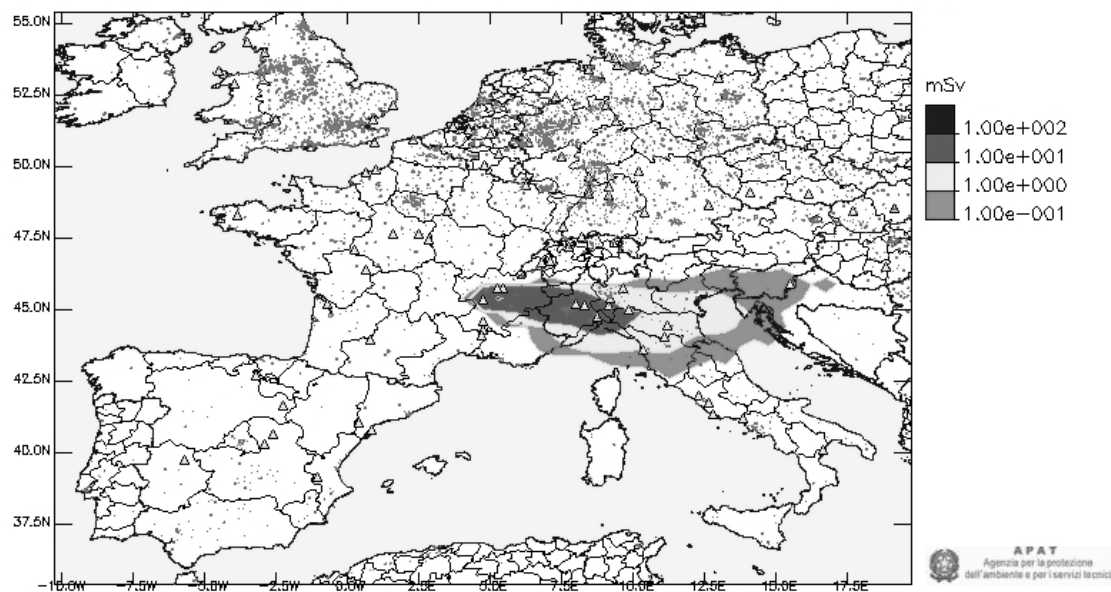 55.0N
52.5N
50.0N
47.5N
45.0N
42.5N
40.0N
37.5N
-10.0W
-7.5W
-5.0W
-2.5W
0.0W
2.5E
5.0E
7.5E
10.0E
12.5E
15.0E
17.5E
mSv
1.00e+002
1.00e+001
1.00e+000
1.00e-001
APAT
Agenzia per la protezione
dell'ambiente e per i servizi tecnici